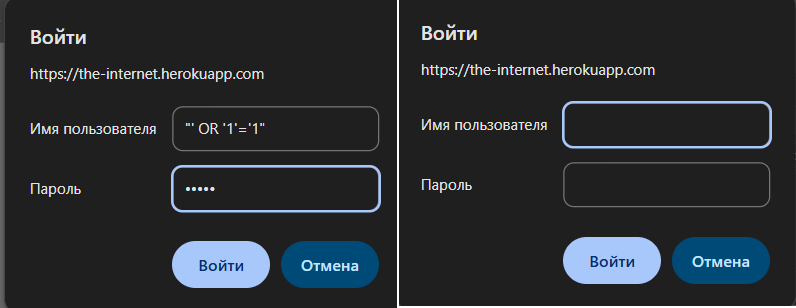 Войти
https://the-internet.herokuapp.com
Имя пользователя "' OR '1'='1"
Пароль •••••
Войти Отмена
Войти
https://the-internet.herokuapp.com
Имя пользователя
Пароль
Войти Отмена